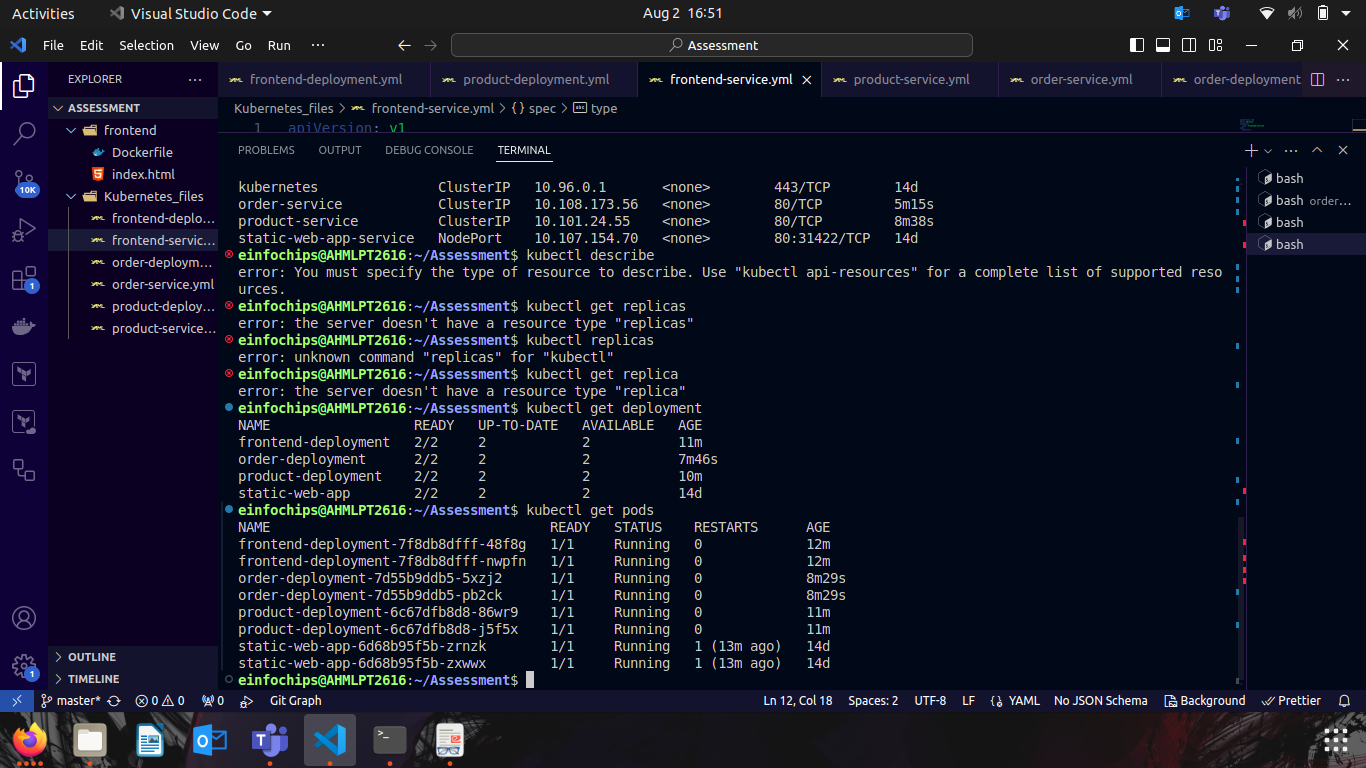 Activities
Visual Studio Code
Aug 2 16:51
File Edit Selection View Go Run ···
Assessment
EXPLORER ···
ASSESSMENT
frontend
Dockerfile
index.html
Kubernetes_files
frontend-deplo...
frontend-servic...
order-deploym...
order-service.yml
product-deploy...
product-service...
OUTLINE
TIMELINE
10K
1
1
frontend-deployment.yml
product-deployment.yml
frontend-service.yml
product-service.yml
order-service.yml
order-deployment
···
Kubernetes_files > frontend-service.yml > {} spec > abc type
1 apiVersion: v1
PROBLEMS OUTPUT DEBUG CONSOLE TERMINAL
kubernetes ClusterIP 10.96.0.1 <none> 443/TCP 14d
order-service ClusterIP 10.108.173.56 <none> 80/TCP 5m15s
product-service ClusterIP 10.101.24.55 <none> 80/TCP 8m38s
static-web-app-service NodePort 10.107.154.70 <none> 80:31422/TCP 14d
einfochips@AHMLPT2616:~/Assessment$ kubectl describe
error: You must specify the type of resource to describe. Use "kubectl api-resources" for a complete list of supported reso
urces.
einfochips@AHMLPT2616:~/Assessment$ kubectl get replicas
error: the server doesn't have a resource type "replicas"
einfochips@AHMLPT2616:~/Assessment$ kubectl replicas
error: unknown command "replicas" for "kubectl"
einfochips@AHMLPT2616:~/Assessment$ kubectl get replica
error: the server doesn't have a resource type "replica"
einfochips@AHMLPT2616:~/Assessment$ kubectl get deployment
NAME READY UP-TO-DATE AVAILABLE AGE
frontend-deployment 2/2 2 2 11m
order-deployment 2/2 2 2 7m46s
product-deployment 2/2 2 2 10m
static-web-app 2/2 2 2 14d
einfochips@AHMLPT2616:~/Assessment$ kubectl get pods
NAME READY STATUS RESTARTS AGE
frontend-deployment-7f8db8dfff-48f8g 1/1 Running 0 12m
frontend-deployment-7f8db8dfff-nwpfn 1/1 Running 0 12m
order-deployment-7d55b9ddb5-5xzj2 1/1 Running 0 8m29s
order-deployment-7d55b9ddb5-pb2ck 1/1 Running 0 8m29s
product-deployment-6c67dfb8d8-86wr9 1/1 Running 0 11m
product-deployment-6c67dfb8d8-j5f5x 1/1 Running 0 11m
static-web-app-6d68b95f5b-zrnzk 1/1 Running 1 (13m ago) 14d
static-web-app-6d68b95f5b-zxwwx 1/1 Running 1 (13m ago) 14d
einfochips@AHMLPT2616:~/Assessment$
bash
bash order...
bash
bash
master* 0 0 0 Git Graph
Ln 12, Col 18 Spaces: 2 UTF-8 LF {} YAML No JSON Schema Background Prettier